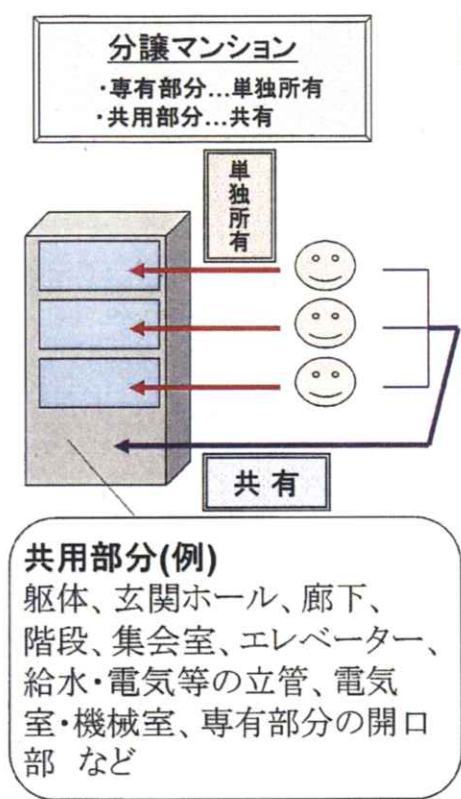 分譲マンション
・専有部分…単独所有
・共用部分…共有
単独所有
共有
共用部分(例)
躯体、玄関ホール、廊下、
階段、集会室、エレベーター、
給水・電気等の立管、電気
室・機械室、専有部分の開口
部 など